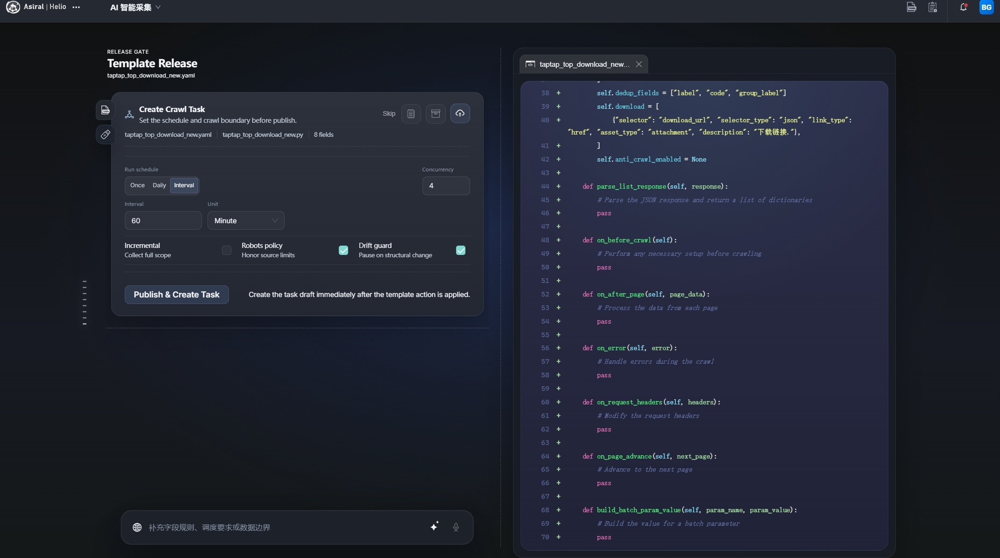 Astral | Helio •••
AI 智能采集
BG
RELEASE GATE
Template Release
taptap_top_download_new.yaml
YAML
Create Crawl Task
Set the schedule and crawl boundary before publish.
Skip
taptap_top_download_new.yaml
taptap_top_download_new.py
8 fields
Run schedule
Concurrency
Once Daily Interval
4
Interval
Unit
60
Minute
Incremental
Collect full scope
Robots policy
Honor source limits
Drift guard
Pause on structural change
Publish & Create Task
Create the task draft immediately after the template action is applied.
补充字段规则、调度要求或数据边界
taptap_top_download_new...
38 + self.dedup_fields = ["label", "code", "group_label"]
39 + self.download = [
40 + {"selector": "download_url", "selector_type": "json", "link_type":
"href", "asset_type": "attachment", "description": "下载链接."},
41 + ]
42 + self.anti_crawl_enabled = None
43 +
44 + def parse_list_response(self, response):
45 + # Parse the JSON response and return a list of dictionaries
46 + pass
47 +
48 + def on_before_crawl(self):
49 + # Perform any necessary setup before crawling
50 + pass
51 +
52 + def on_after_page(self, page_data):
53 + # Process the data from each page
54 + pass
55 +
56 + def on_error(self, error):
57 + # Handle errors during the crawl
58 + pass
59 +
60 + def on_request_headers(self, headers):
61 + # Modify the request headers
62 + pass
63 +
64 + def on_page_advance(self, next_page):
65 + # Advance to the next page
66 + pass
67 +
68 + def build_batch_param_value(self, param_name, param_value):
69 + # Build the value for a batch parameter
70 + pass